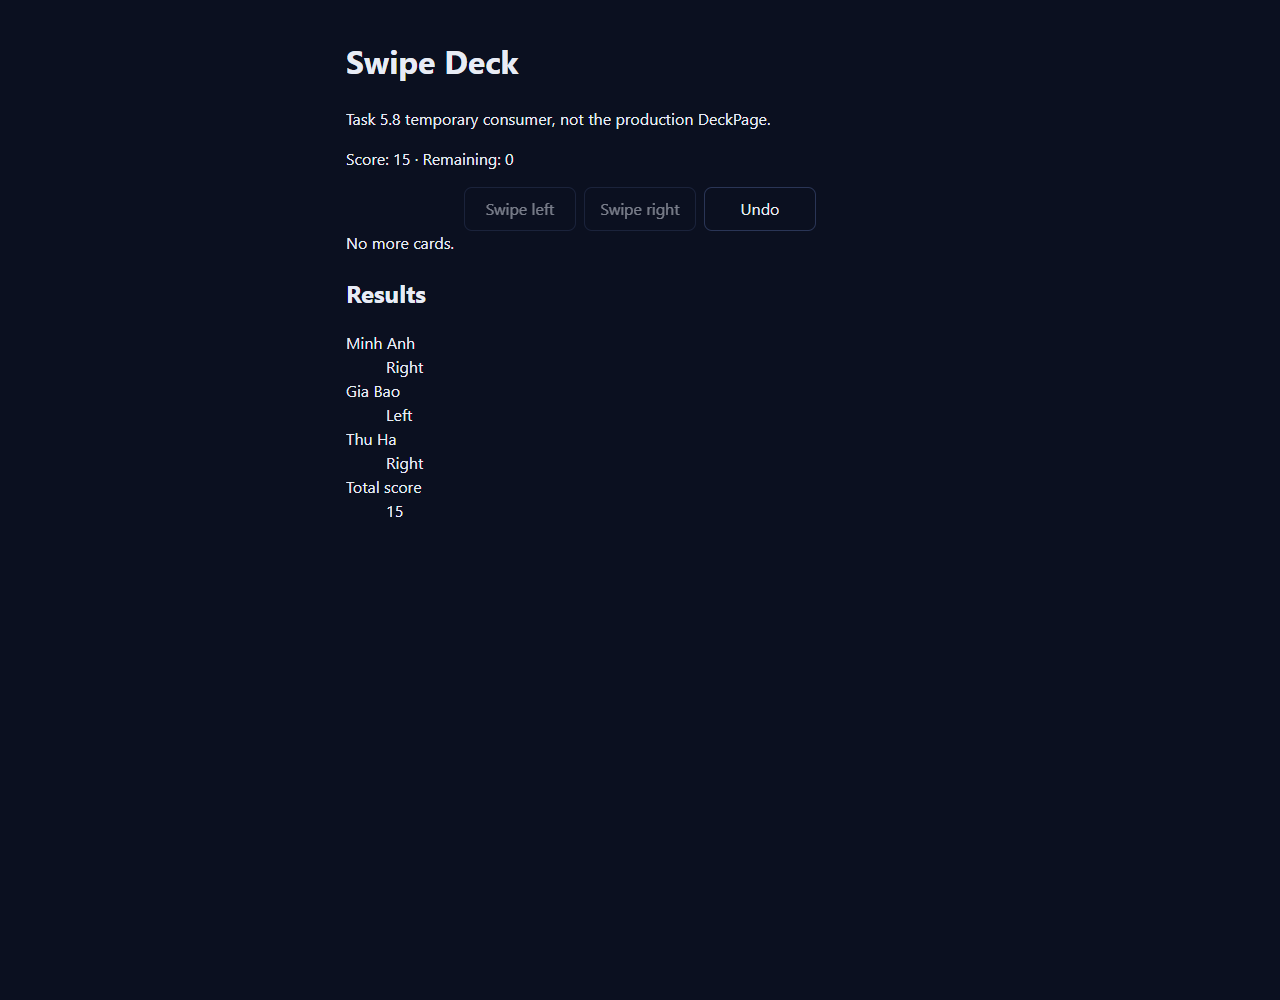 Swipe Deck
Task 5.8 temporary consumer, not the production DeckPage.
Score: 15 · Remaining: 0
Swipe left Swipe right Undo
No more cards.
Results
Minh Anh
Right
Gia Bao
Left
Thu Ha
Right
Total score
15